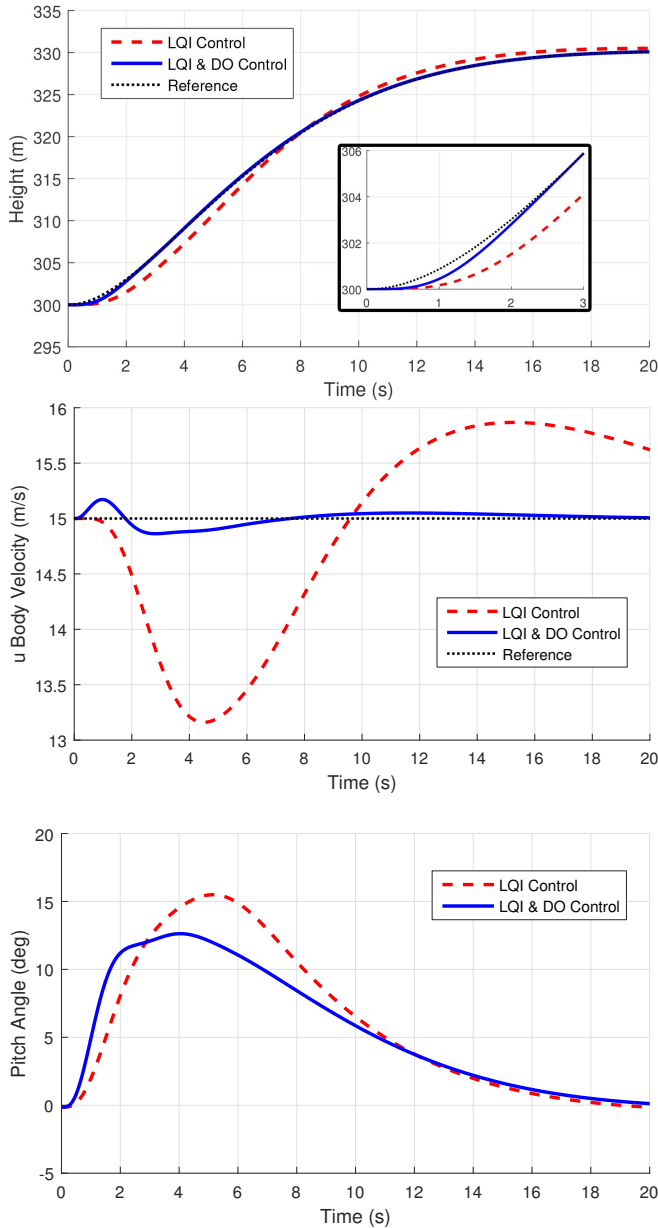 335
330
325
320
315
310
305
300
295
Height (m)
LQI Control
LQI & DO Control
Reference
306
304
302
300
0 1 2 3
0 2 4 6 8 10 12 14 16 18 20
Time (s)
16
15.5
15
14.5
14
13.5
13
u Body Velocity (m/s)
LQI Control
LQI & DO Control
Reference
0 2 4 6 8 10 12 14 16 18 20
Time (s)
20
15
10
5
0
-5
Pitch Angle (deg)
LQI Control
LQI & DO Control
0 2 4 6 8 10 12 14 16 18 20
Time (s)